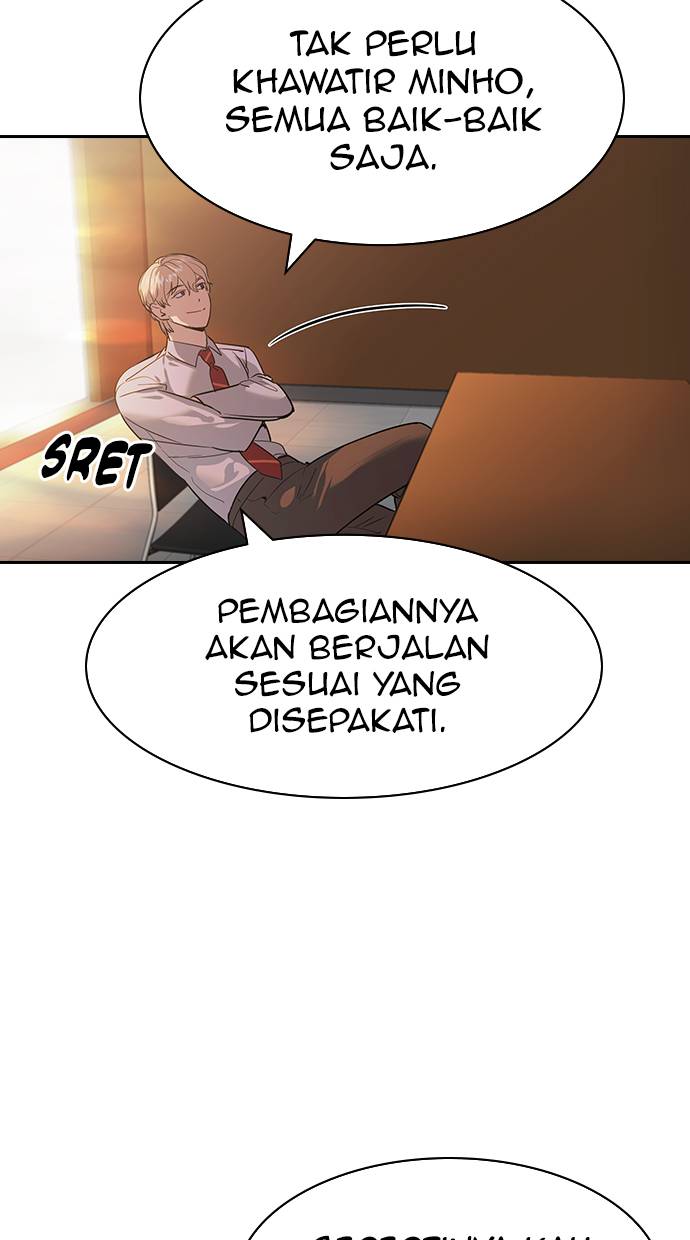 TAK PERLU
KHAWATIR MINHO,
SEMUA BAIK-BAIK
SAJA.
SRET
PEMBAGIANNYA
AKAN BERJALAN
SESUAI YANG
DISEPAKATI.